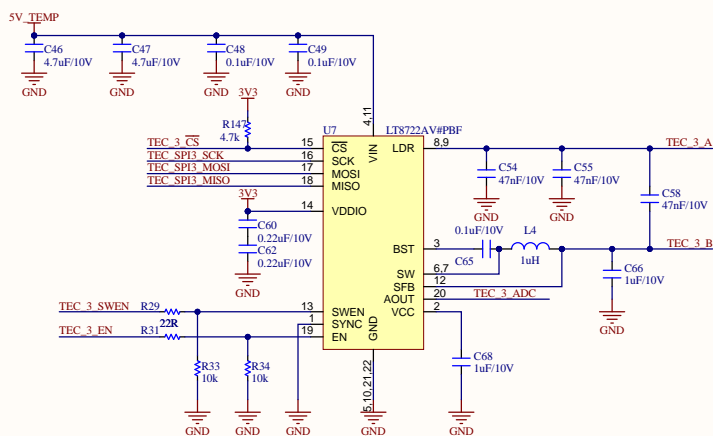 5V_TEMP
C46
4.7uF/10V
C47
4.7uF/10V
C48
0.1uF/10V
C49
0.1uF/10V
GND
GND
GND
GND
3V3
R147
4.7k
U7
LT8722AV#PBF
4,11
VIN
TEC_3_CS
15
CS
TEC_SPI3_SCK
16
SCK
TEC_SPI3_MOSI
17
MOSI
TEC_SPI3_MISO
18
MISO
LDR
8,9
TEC_3_A
C54
47nF/10V
C55
47nF/10V
GND
GND
C58
47nF/10V
3V3
14
VDDIO
C60
0.22uF/10V
C62
0.22uF/10V
GND
0.1uF/10V
L4
BST
3
C65
1uH
TEC_3_B
SW
6,7
SFB
12
AOUT
20
TEC_3_ADC
VCC
2
C66
1uF/10V
GND
TEC_3_SWEN
R29
22R
13
SWEN
1
SYNC
TEC_3_EN
R31
19
EN
GND
5,10,21,22
R33
10k
R34
10k
C68
1uF/10V
GND
GND
GND
GND
GND